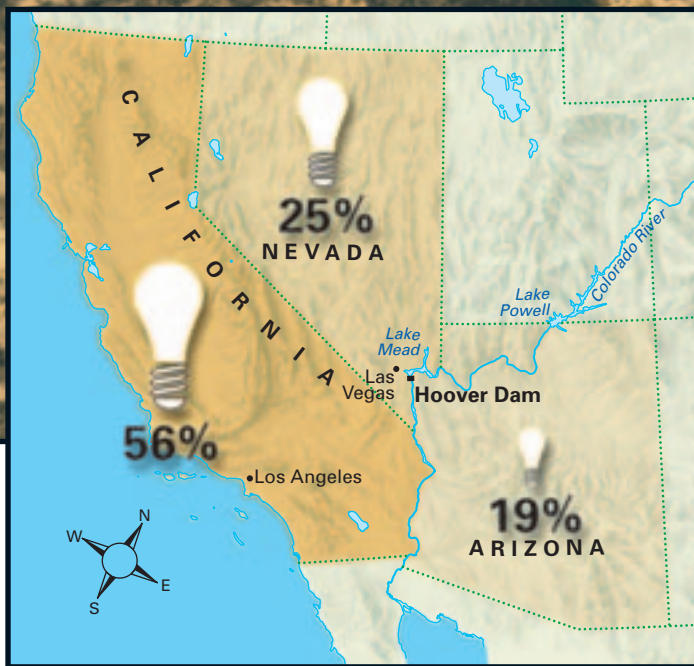 CALIFORNIA
25%
NEVADA
56%
Lake
Mead
Lake
Powell
Colorado River
Las
Vegas
Hoover Dam
Los Angeles
19%
ARIZONA
N
W
E
S